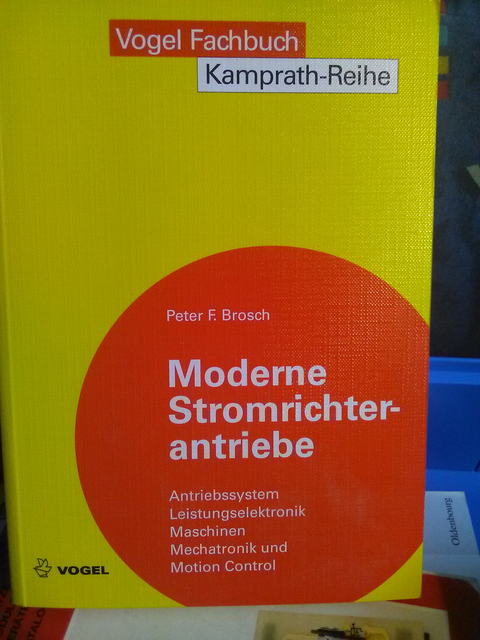 Vogel Fachbuch
Kamprath-Reihe
Peter F. Brosch
Moderne
Stromrichter-
antriebe
Antriebssystem
Leistungselektronik
Maschinen
Mechatronik und
Motion Control
VOGEL
Oldenbourg